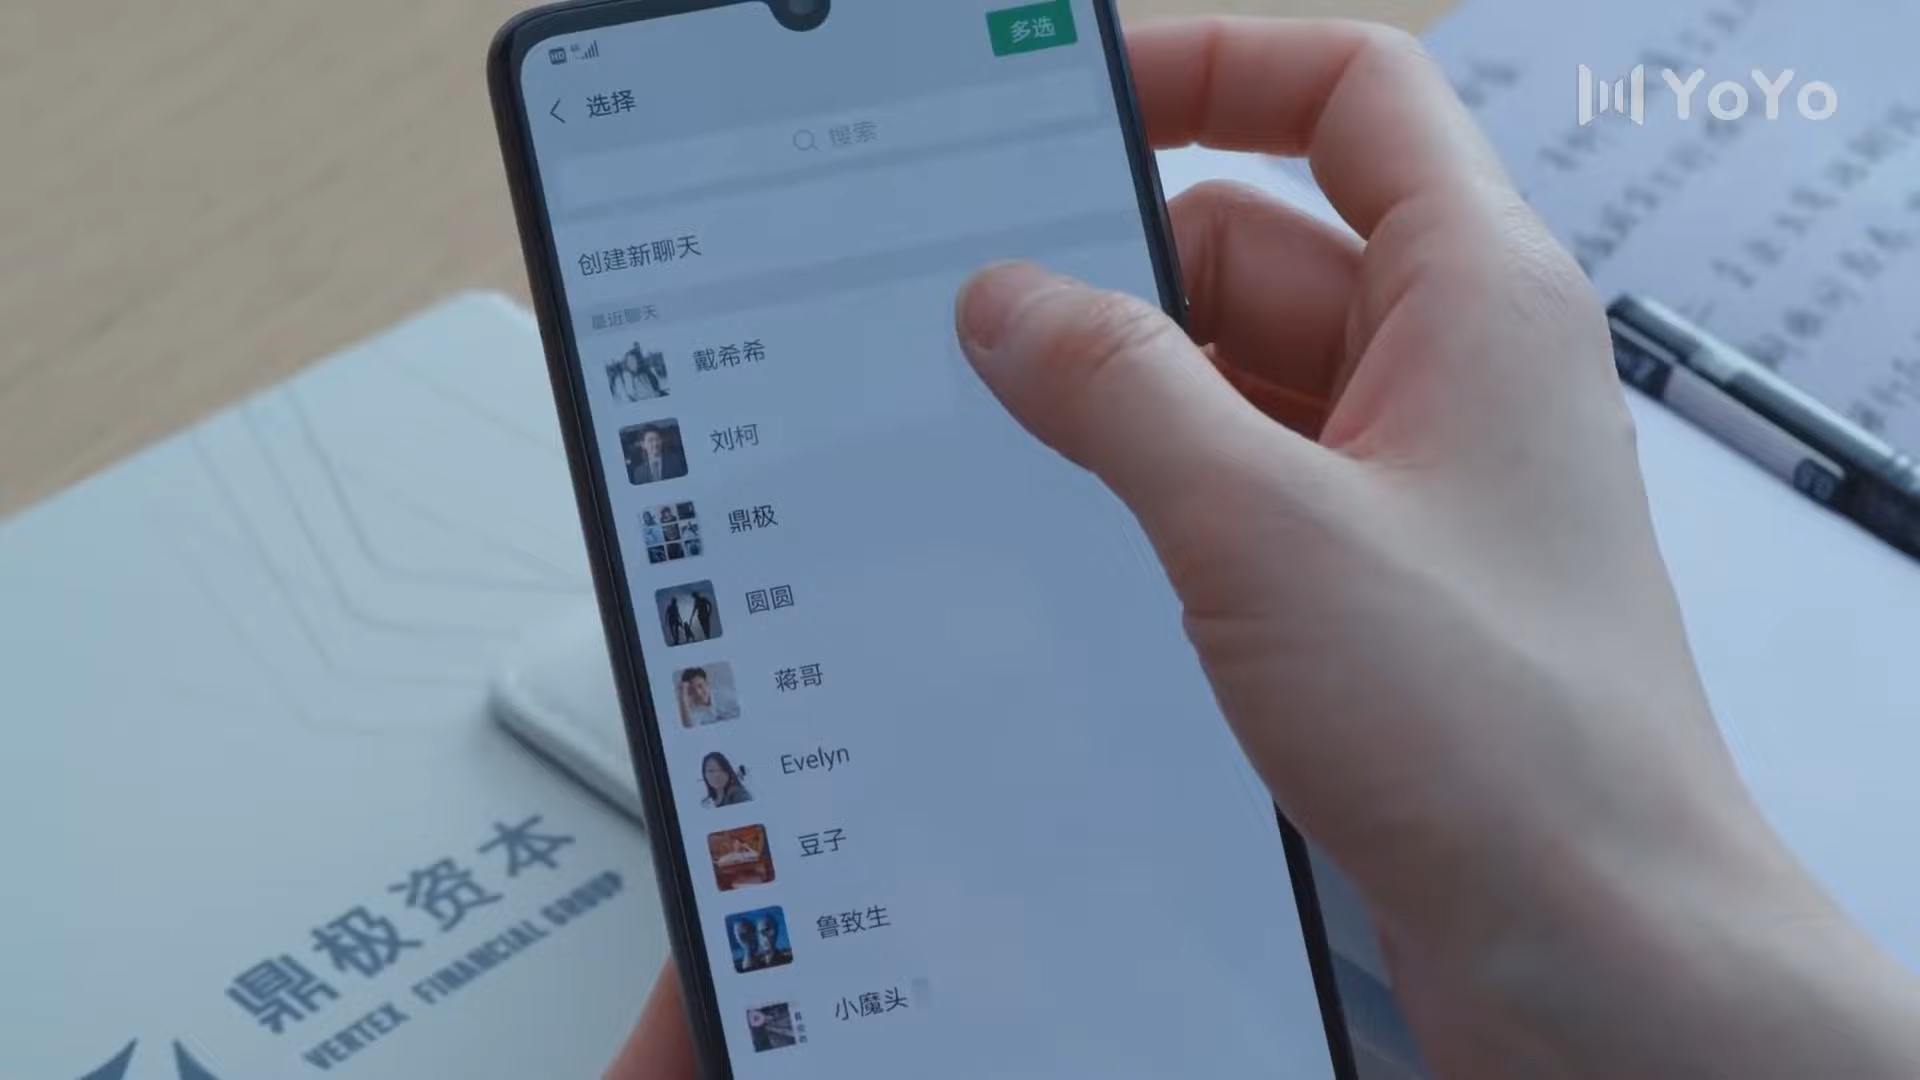 YoYo
多选
选择
搜索
创建新聊天
最近聊天
戴希希
刘柯
鼎极
圆圆
蒋哥
Evelyn
豆子
鲁致生
小魔头
鼎极资本
VERTEX FINANCIAL GROUP